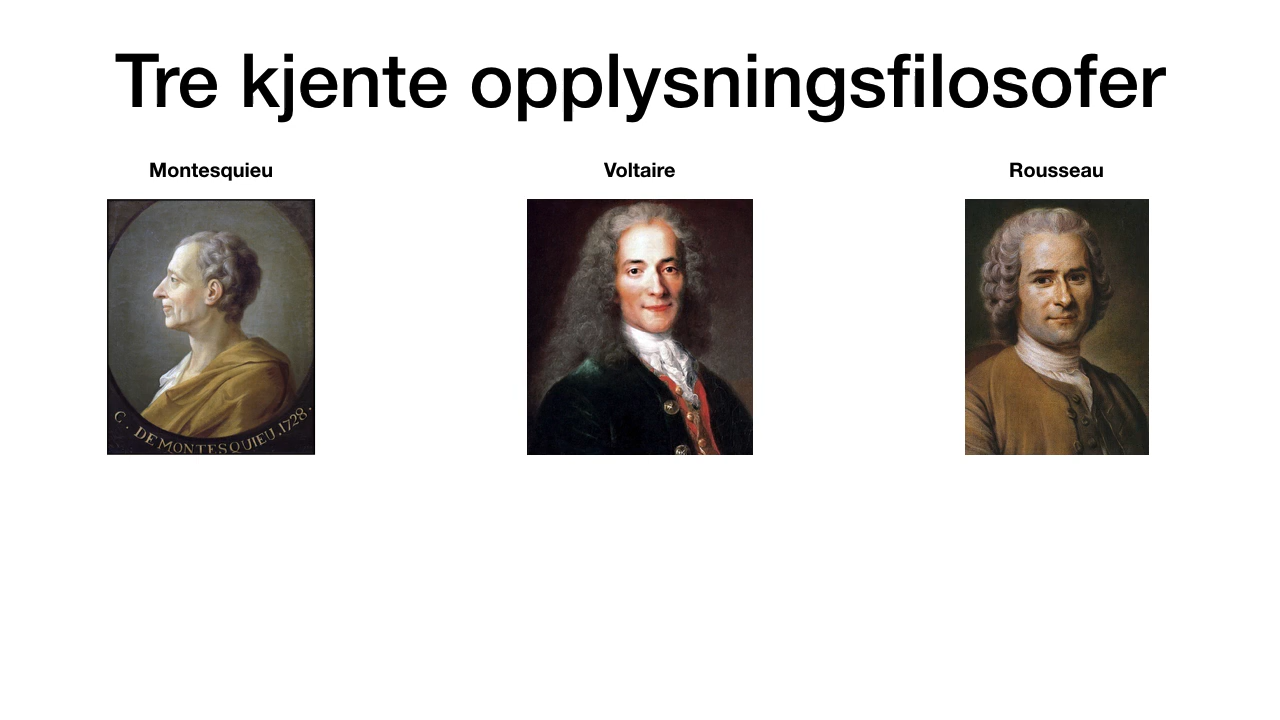 Tre kjente opplysningsfilosofer
Montesquieu
Voltaire
Rousseau
C. DE MONTESQUIEU.1728.